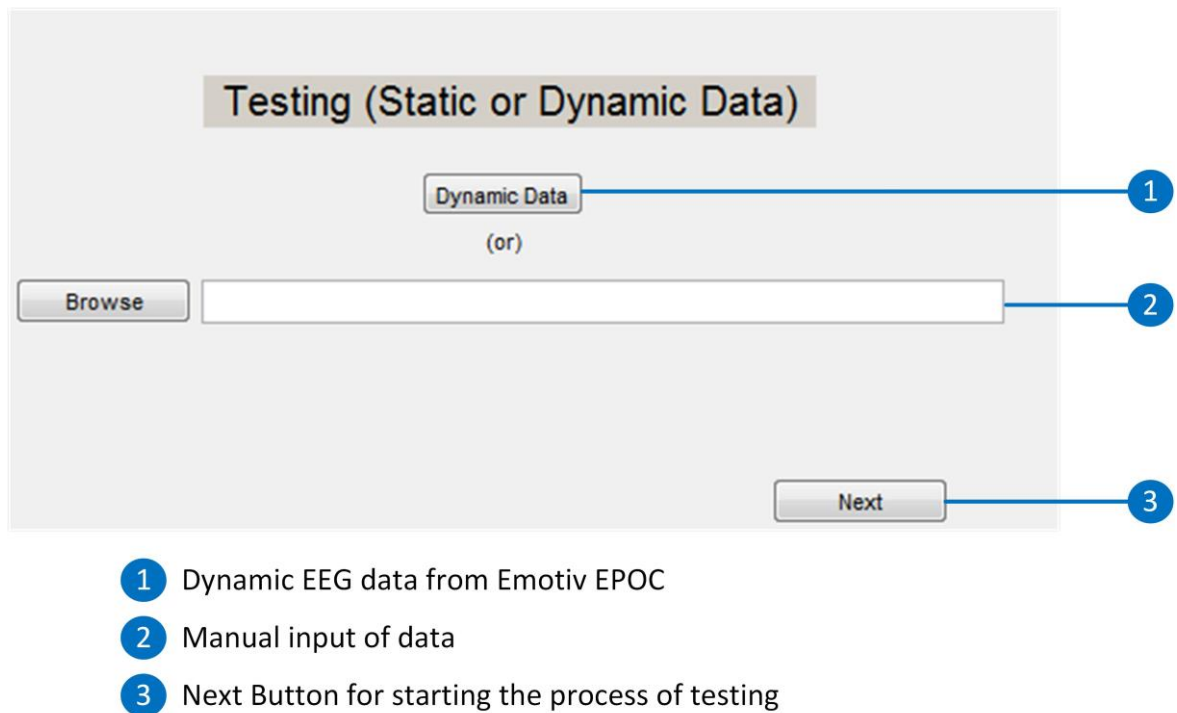 Testing (Static or Dynamic Data)
Dynamic Data
1
(or)
Browse
2
Next
3
1 Dynamic EEG data from Emotiv EPOC
2 Manual input of data
3 Next Button for starting the process of testing